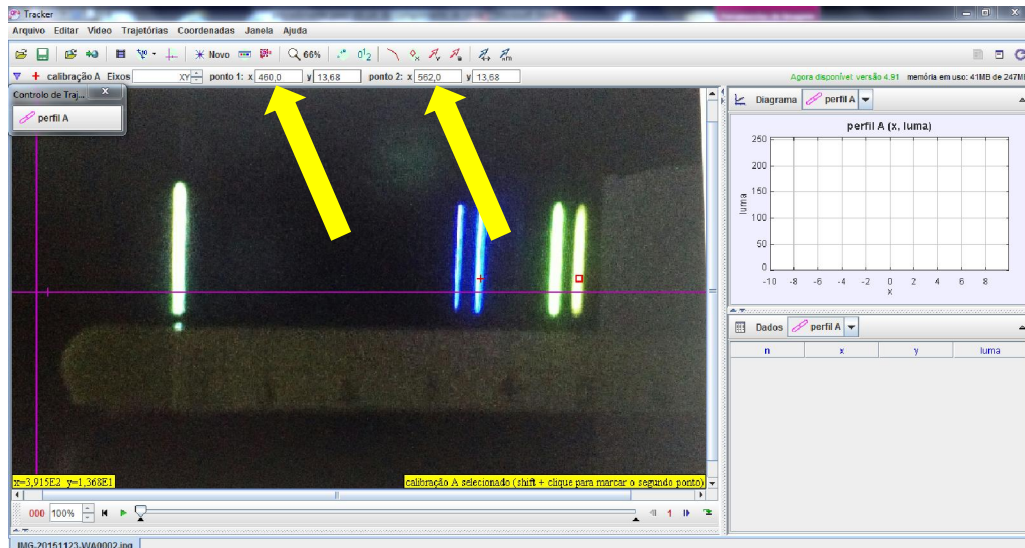 Tracker
Arquivo Editar Video Trajetórias Coordenadas Janela Ajuda
Novo 66%
calibração A Eixos XY ponto 1: x 460,0 y 13,68 ponto 2: x 562,0 y 13,68 Agora disponível: versão 4.91 memória em uso: 41MB de 247M
Controlo de Traj... X
perfil A
Diagrama perfil A
perfil A (x, luma)
luma
250
200
150
100
50
0
-10 -8 -6 -4 -2 0 2 4 6 8
x
Dados perfil A
n x y luma
x=3,915E2 y=1,368E1 calibração A selecionado (shift + clique para marcar o segundo ponto)
000 100% 1
IMG-20151123-WA0002.jpg